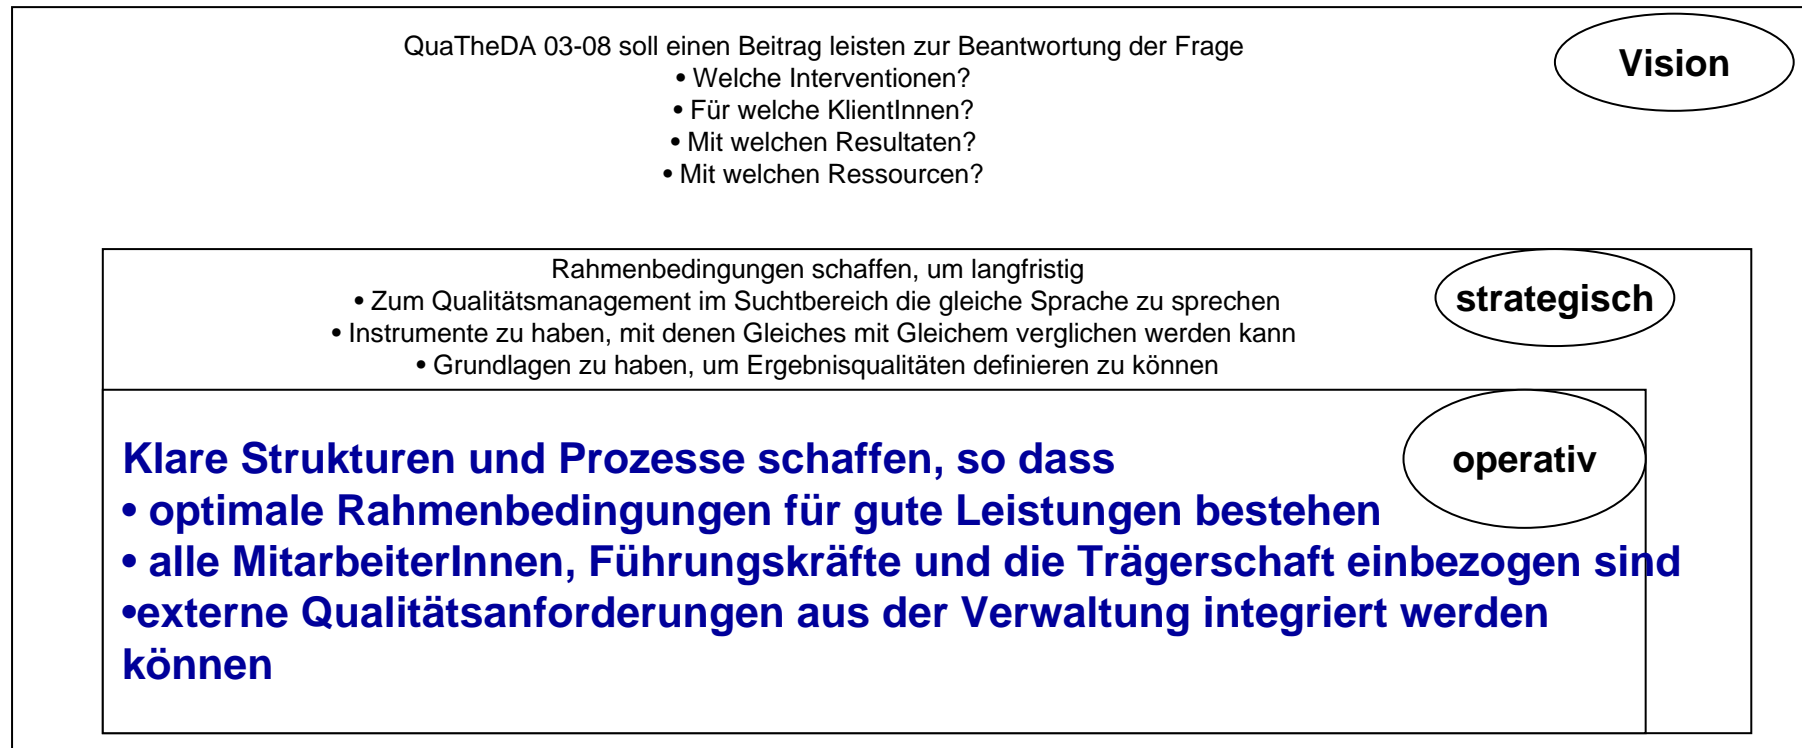 QuaTheDA 03-08 soll einen Beitrag leisten zur Beantwortung der Frage
• Welche Interventionen?
• Für welche KlientInnen?
• Mit welchen Resultaten?
• Mit welchen Ressourcen?
Vision
Rahmenbedingungen schaffen, um langfristig
• Zum Qualitätsmanagement im Suchtbereich die gleiche Sprache zu sprechen
• Instrumente zu haben, mit denen Gleiches mit Gleichem verglichen werden kann
• Grundlagen zu haben, um Ergebnisqualitäten definieren zu können
strategisch
Klare Strukturen und Prozesse schaffen, so dass
• optimale Rahmenbedingungen für gute Leistungen bestehen
• alle MitarbeiterInnen, Führungskräfte und die Trägerschaft einbezogen sind
•externe Qualitätsanforderungen aus der Verwaltung integriert werden
können
operativ